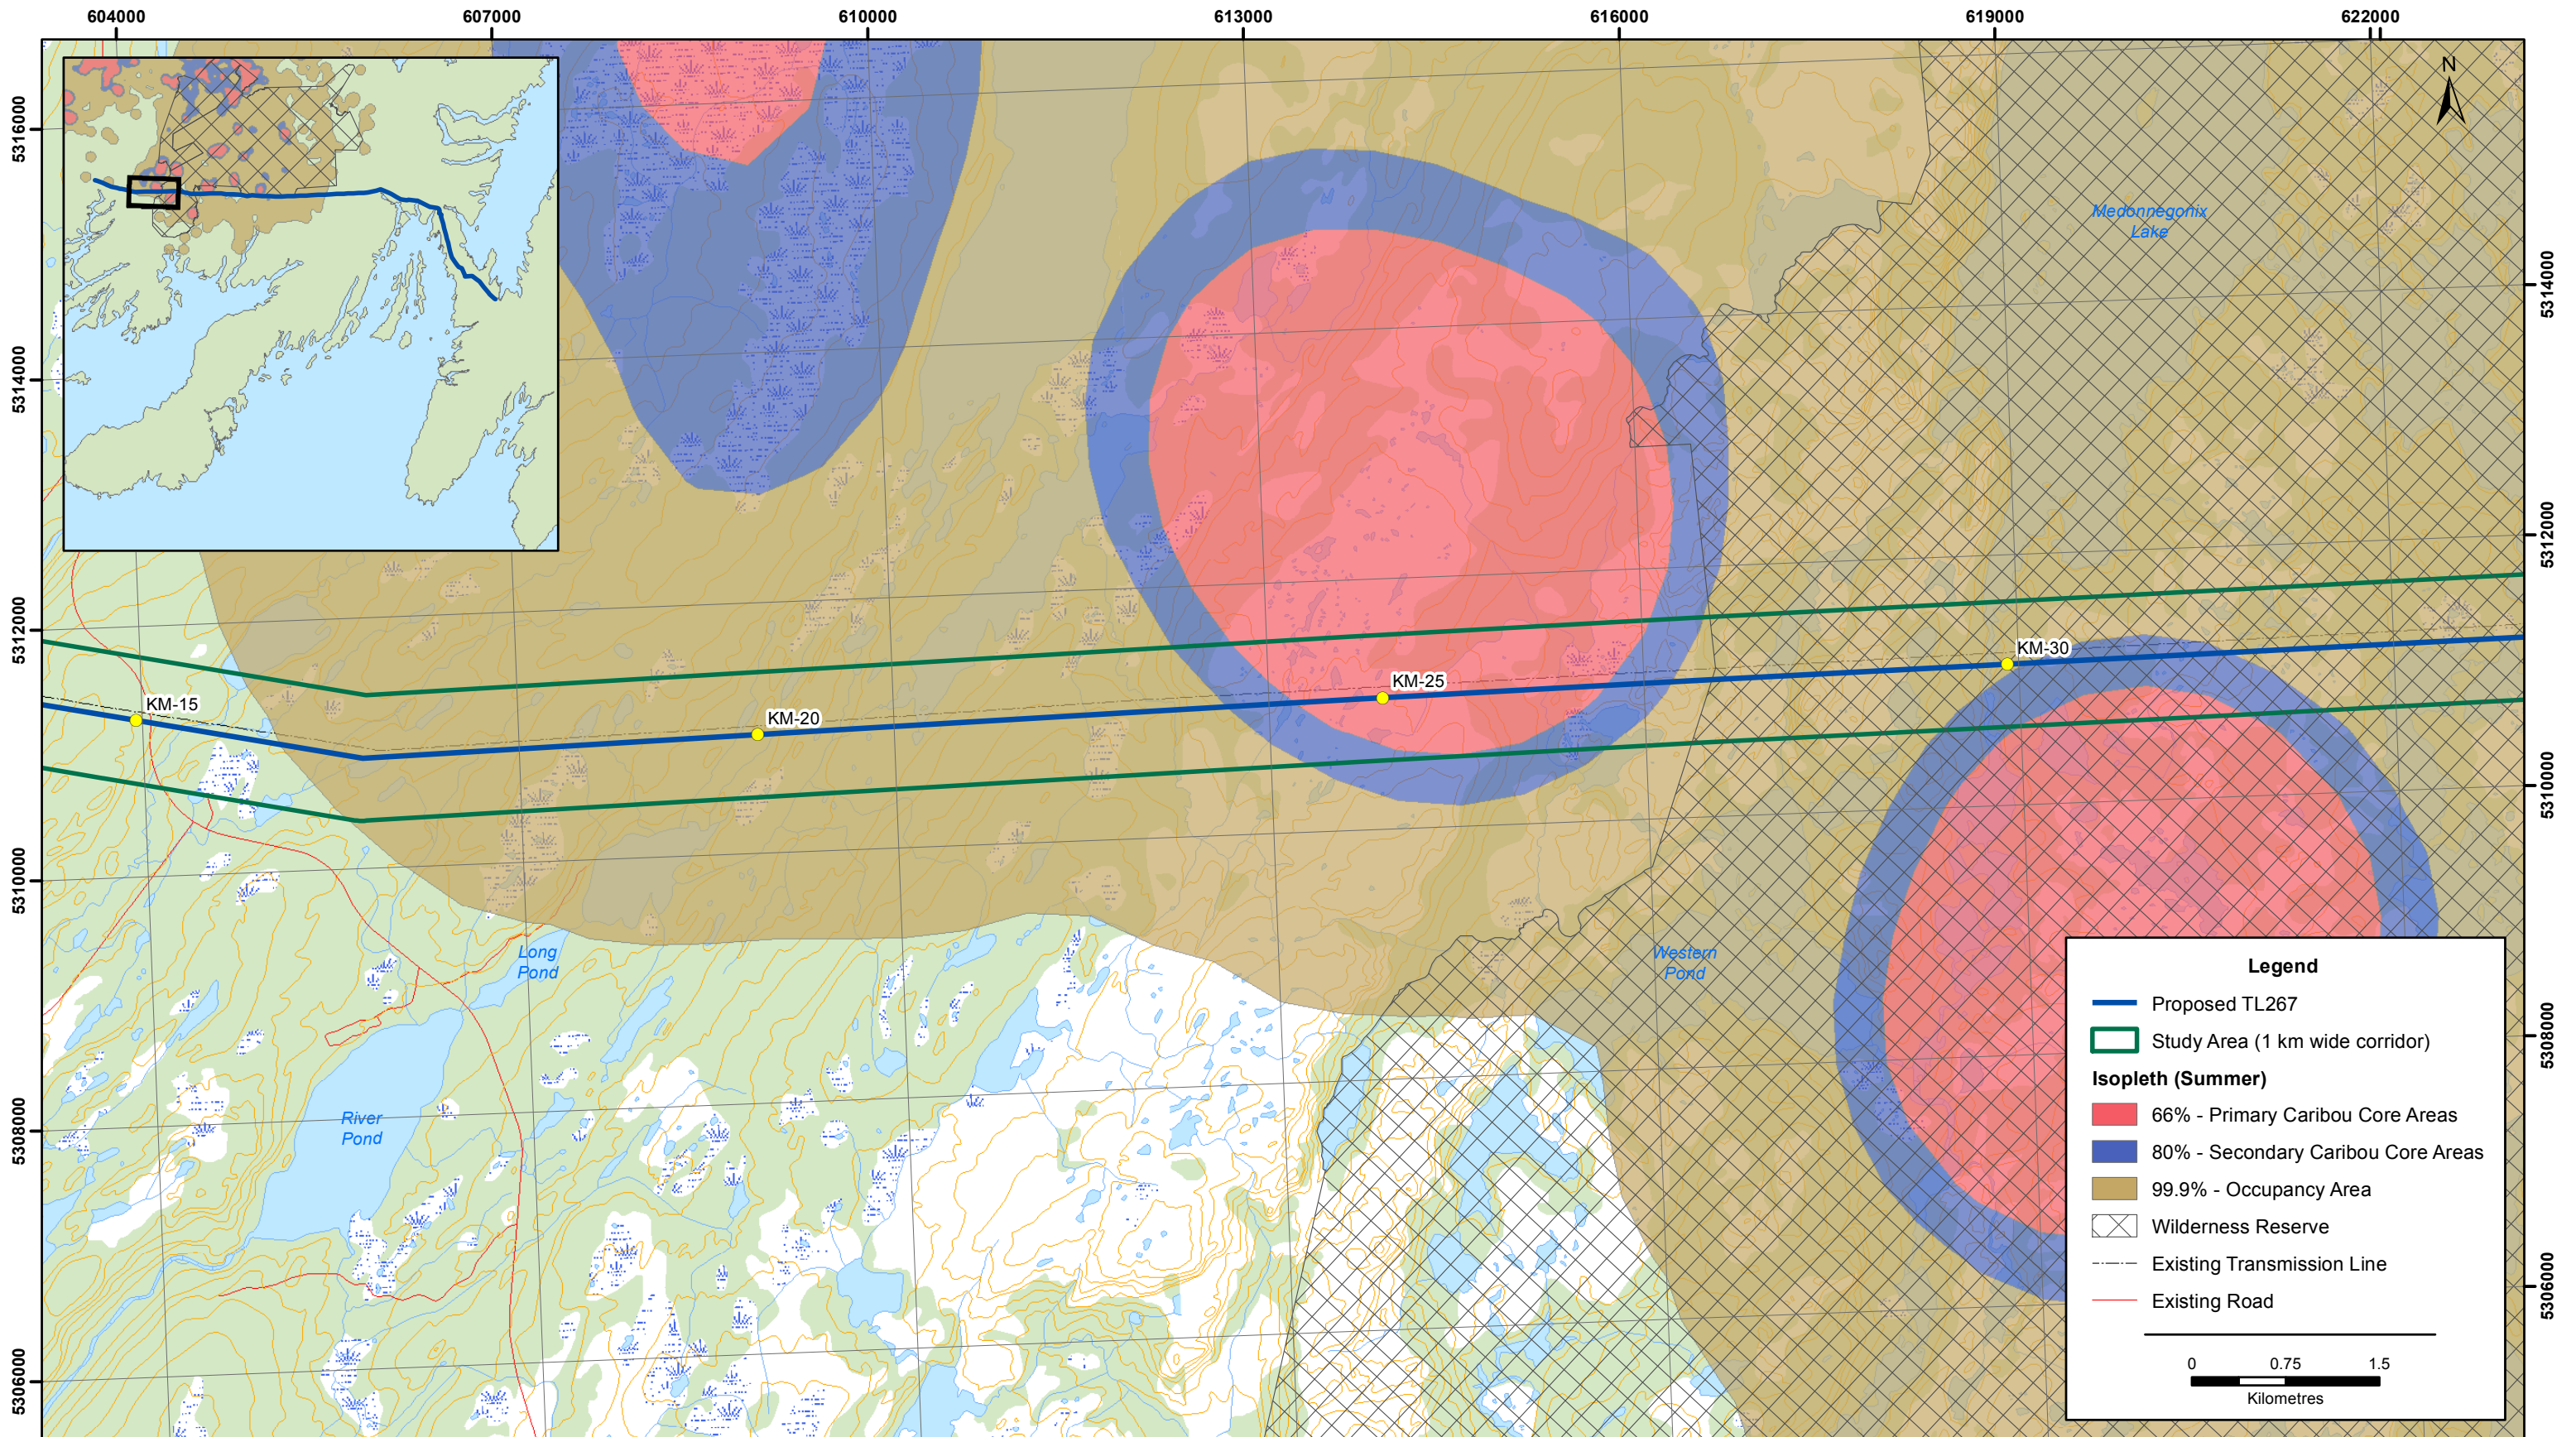 604000
607000
610000
613000
616000
619000
622000
N
5316000
5314000
5312000
5310000
5308000
5306000
5314000
5312000
5310000
5308000
5306000
Medonnegonix
Lake
KM-15
KM-20
KM-25
KM-30
Long
Pond
Western
Pond
River
Pond
Legend
Proposed TL267
Study Area (1 km wide corridor)
Isopleth (Summer)
66% - Primary Caribou Core Areas
80% - Secondary Caribou Core Areas
99.9% - Occupancy Area
Wilderness Reserve
Existing Transmission Line
Existing Road
0 0.75 1.5
Kilometres